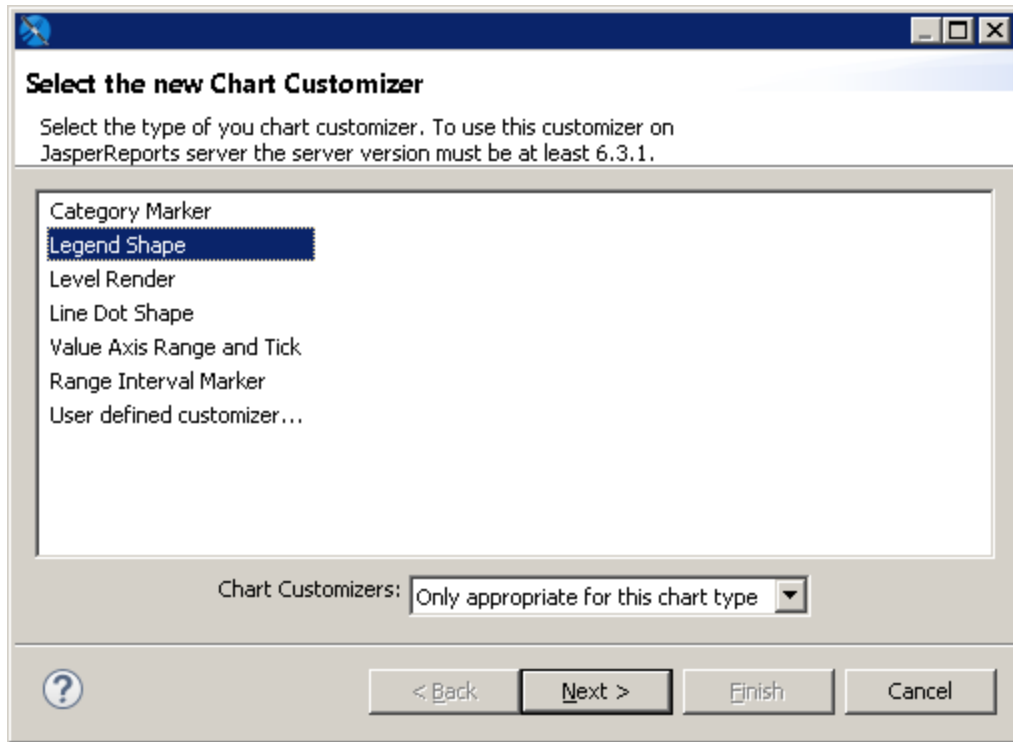 Select the new Chart Customizer
Select the type of you chart customizer. To use this customizer on
JasperReports server the server version must be at least 6.3.1.
Category Marker
Legend Shape
Level Render
Line Dot Shape
Value Axis Range and Tick
Range Interval Marker
User defined customizer...
Chart Customizers: Only appropriate for this chart type
? < Back Next > Finish Cancel